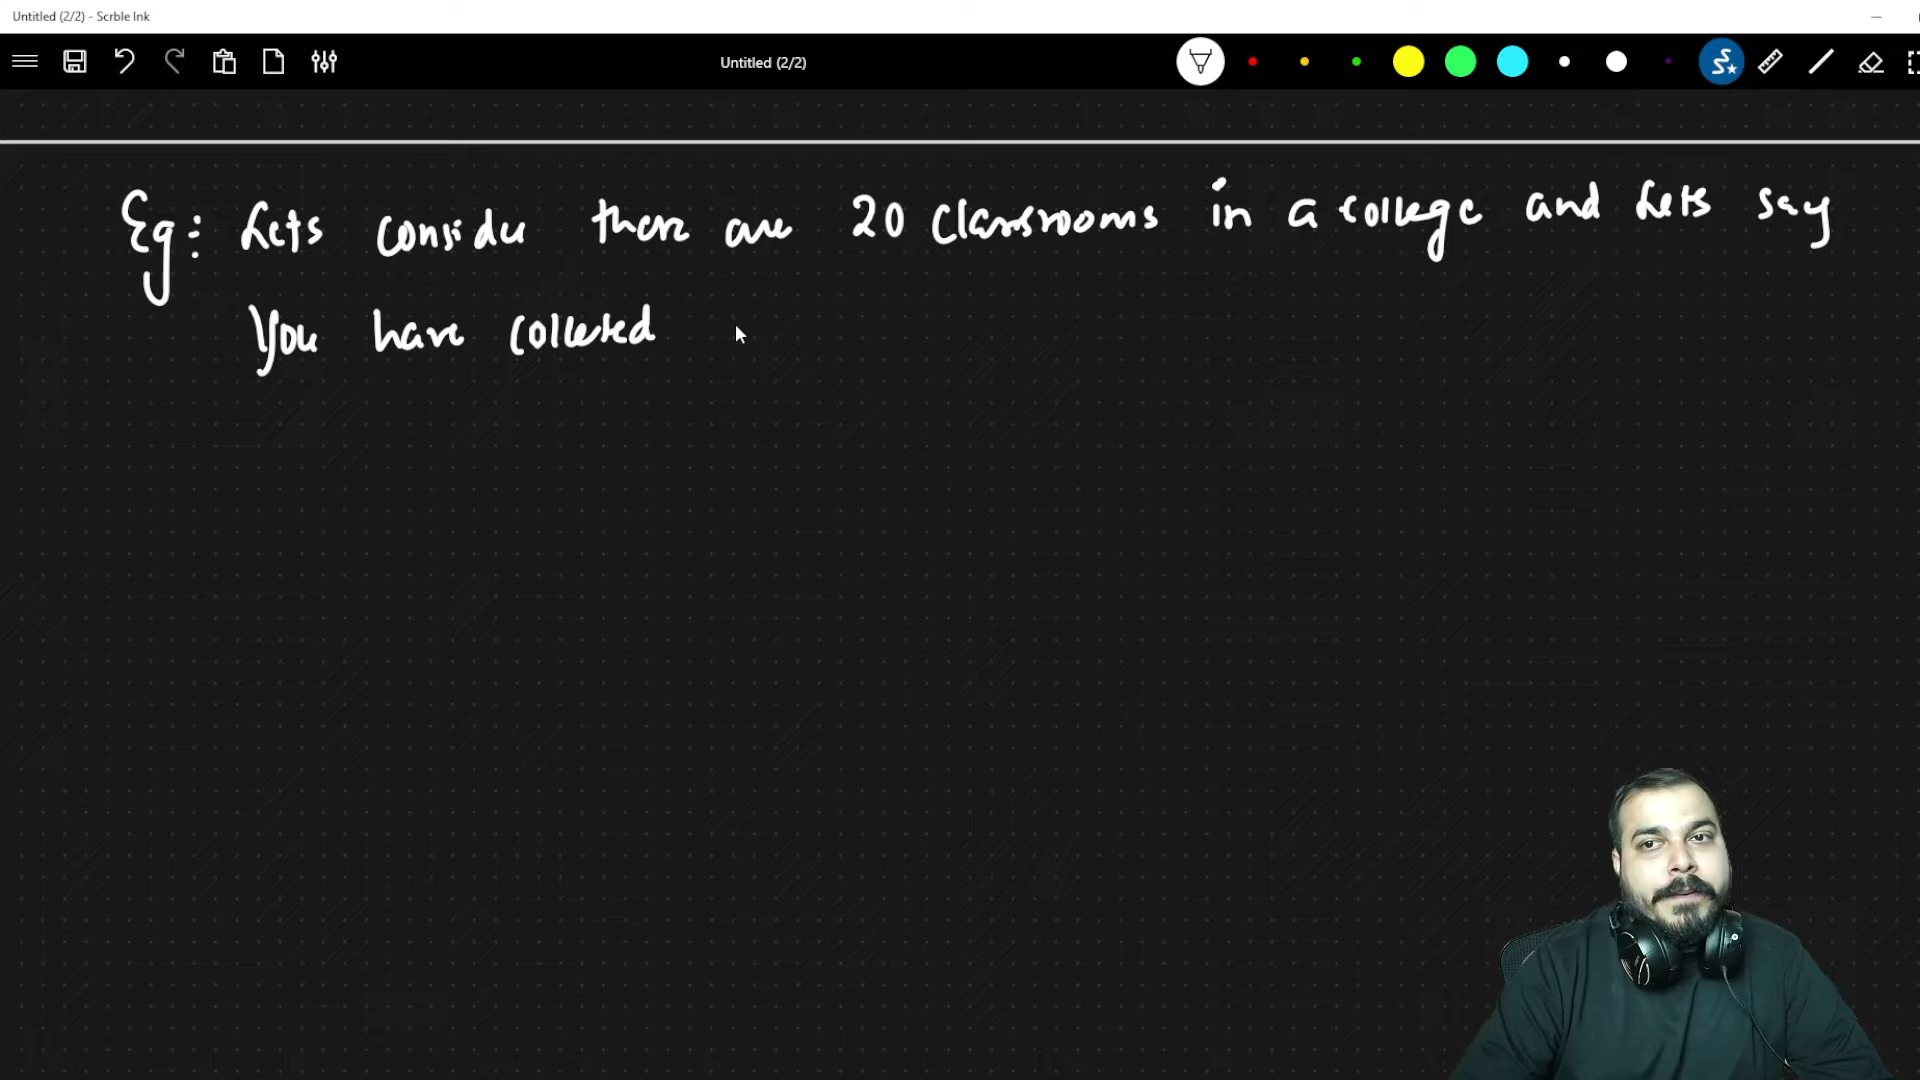 Untitled (2/2) - Scrble Ink
Untitled (2/2)
Eg: Lets consider there are 20 classrooms in a college and lets say
You have collected